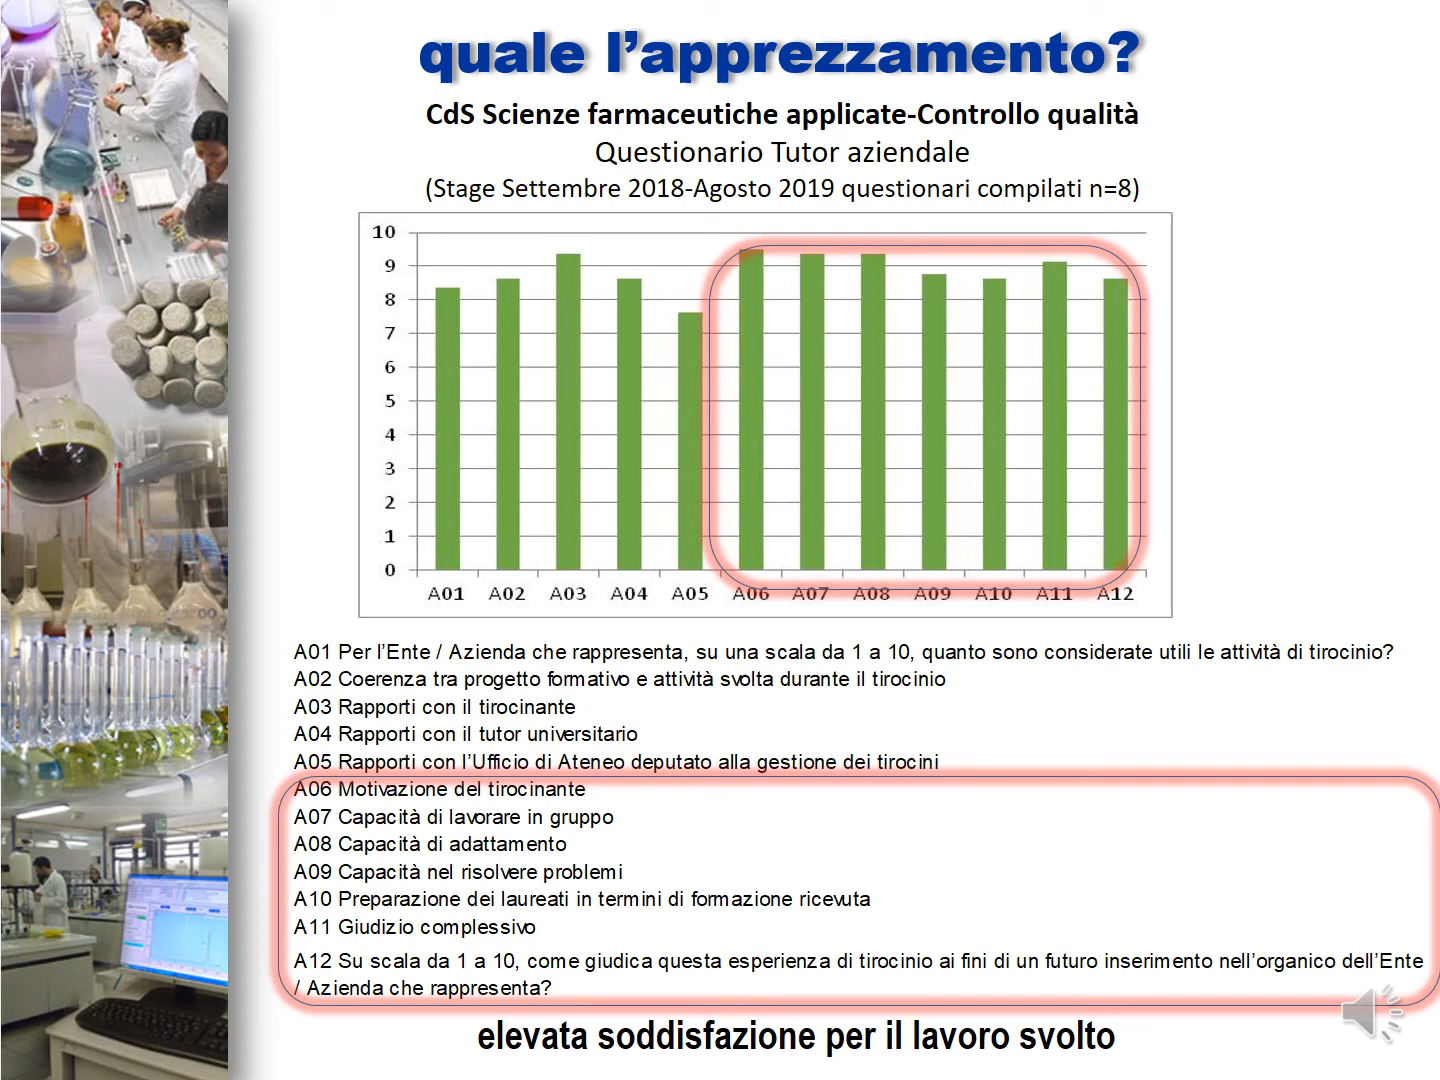 quale l’apprezzamento?
CdS Scienze farmaceutiche applicate-Controllo qualità
Questionario Tutor aziendale
(Stage Settembre 2018-Agosto 2019 questionari compilati n=8)
10
9
8
7
6
5
4
3
2
1
0
A01 A02 A03 A04 A05 A06 A07 A08 A09 A10 A11 A12
A01 Per l’Ente / Azienda che rappresenta, su una scala da 1 a 10, quanto sono considerate utili le attività di tirocinio?
A02 Coerenza tra progetto formativo e attività svolta durante il tirocinio
A03 Rapporti con il tirocinante
A04 Rapporti con il tutor universitario
A05 Rapporti con l’Ufficio di Ateneo deputato alla gestione dei tirocini
A06 Motivazione del tirocinante
A07 Capacità di lavorare in gruppo
A08 Capacità di adattamento
A09 Capacità nel risolvere problemi
A10 Preparazione dei laureati in termini di formazione ricevuta
A11 Giudizio complessivo
A12 Su scala da 1 a 10, come giudica questa esperienza di tirocinio ai fini di un futuro inserimento nell’organico dell’Ente
/ Azienda che rappresenta?
elevata soddisfazione per il lavoro svolto